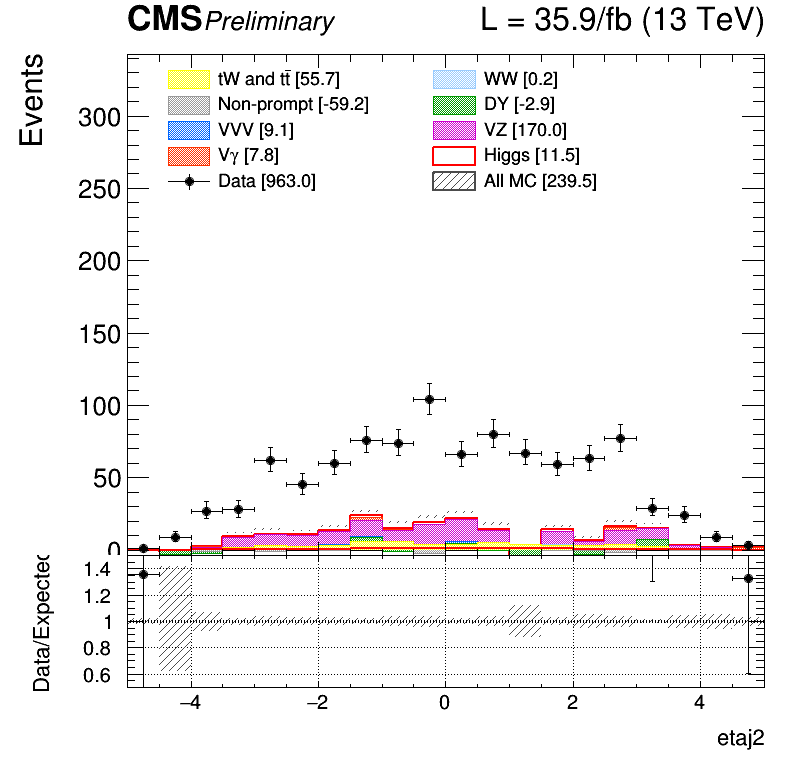 CMS Preliminary L = 35.9/fb (13 TeV)
Events
tW and tt̄ [55.7] WW [0.2]
Non-prompt [-59.2] DY [-2.9]
VVV [9.1] VZ [170.0]
Vγ [7.8] Higgs [11.5]
Data [963.0] All MC [239.5]
300
250
200
150
100
50
0
Data/Expected
1.4
1.2
1
0.8
0.6
−4 −2 0 2 4
etaj2